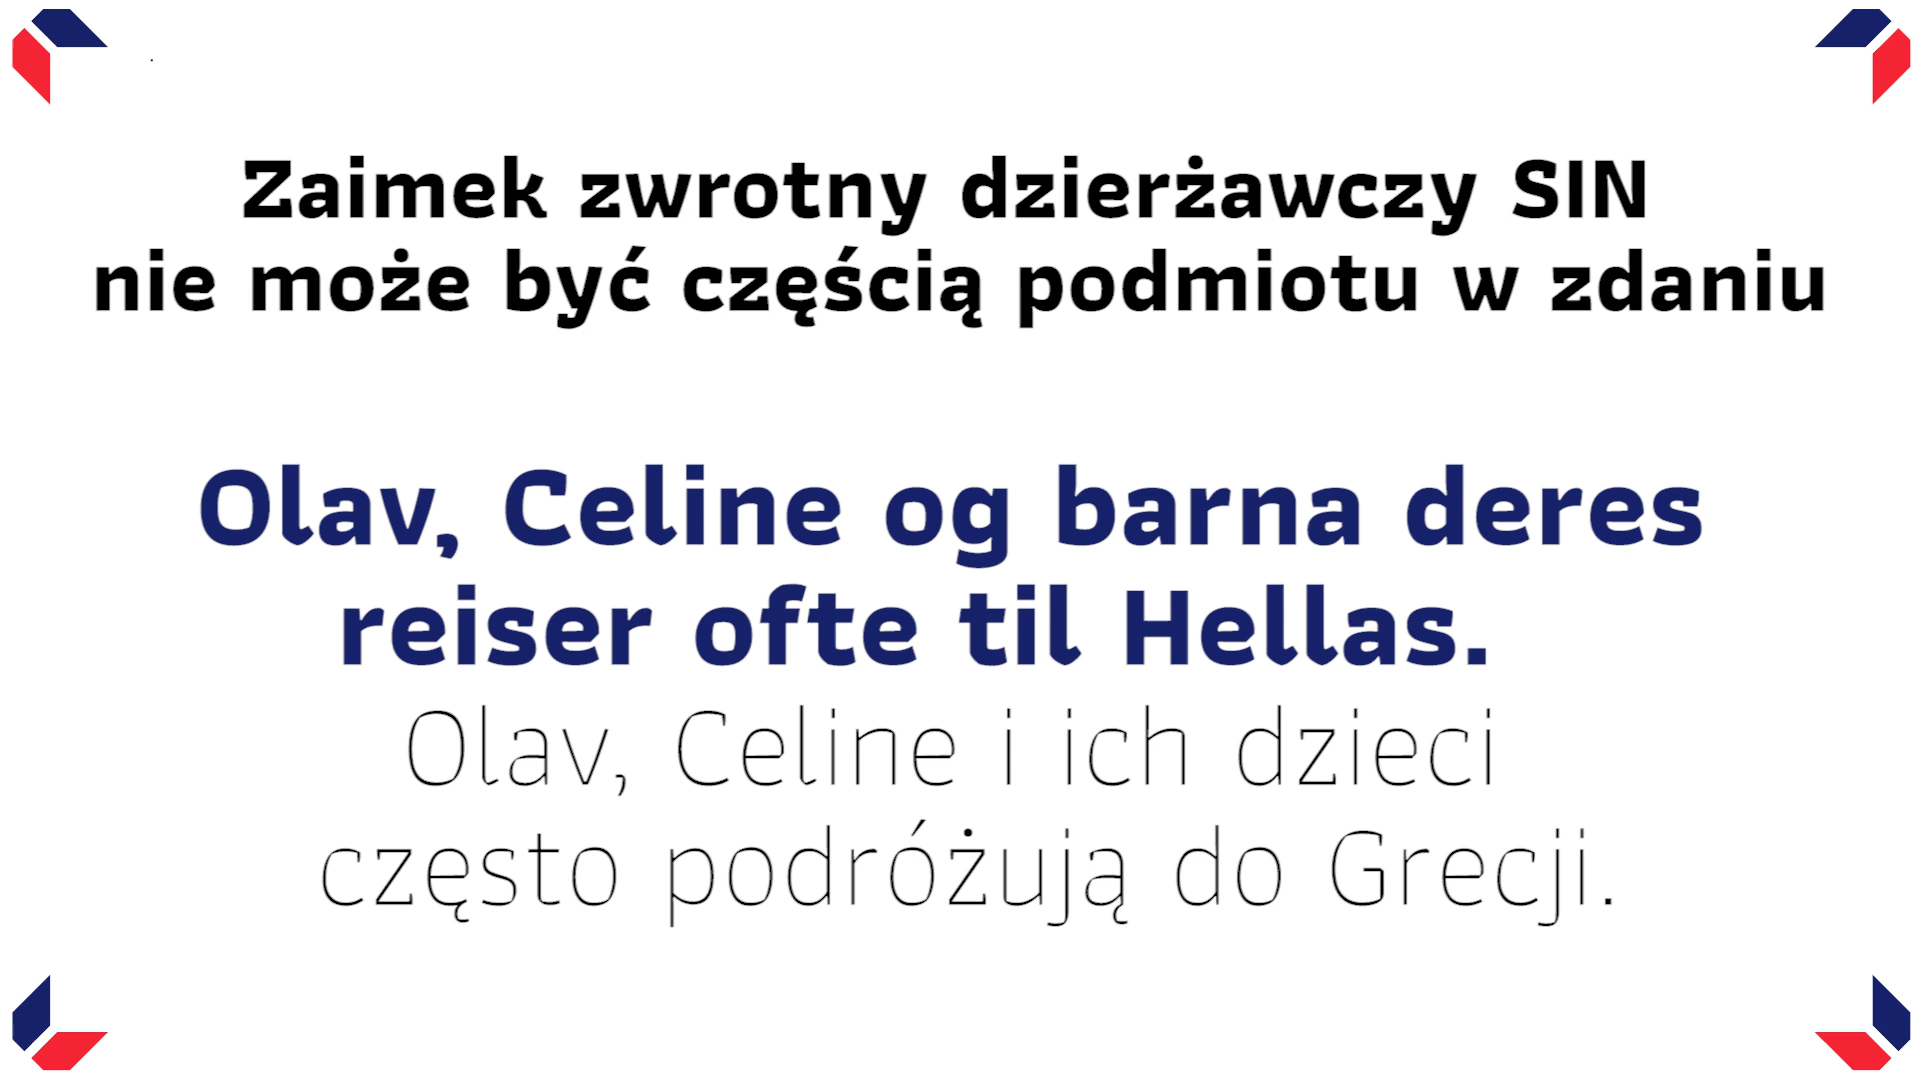 Zaimek zwrotny dzierżawczy SIN
nie może być częścią podmiotu w zdaniu
Olav, Celine og barna deres
reiser ofte til Hellas.
Olav, Celine i ich dzieci
często podróżują do Grecji.